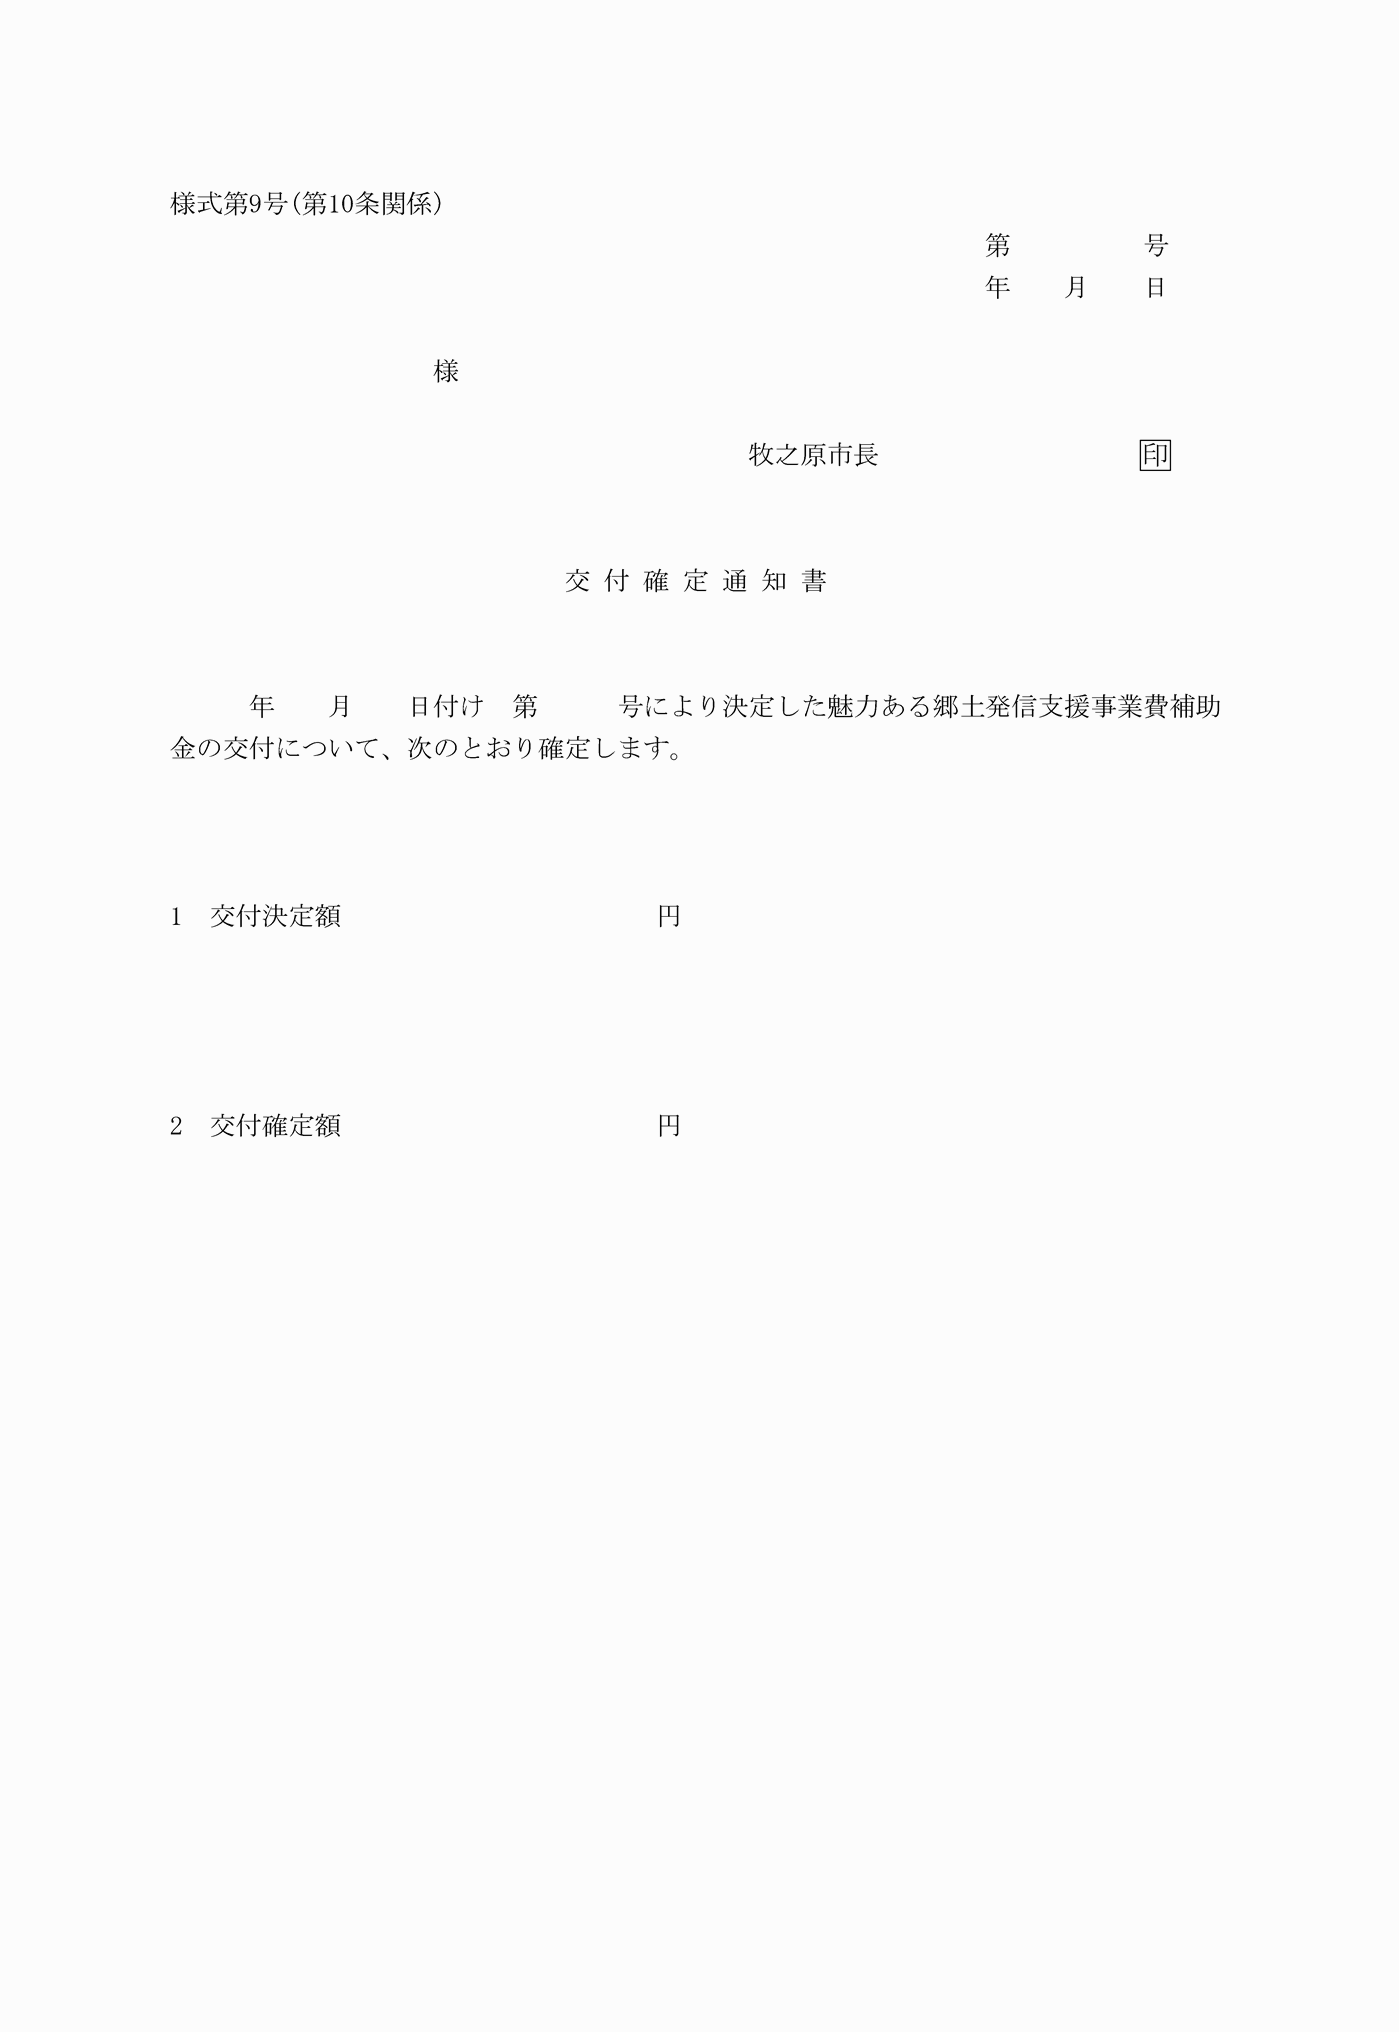 様式第9号(第10条関係)
第　　　　　号
年　　月　　日
様
牧之原市長　　　　　　　　　　印
交付確定通知書
年　　月　　日付け　第　　　号により決定した魅力ある郷土発信支援事業費補助
金の交付について、次のとおり確定します。
1　交付決定額　　　　　　　　　　　　円
2　交付確定額　　　　　　　　　　　　円